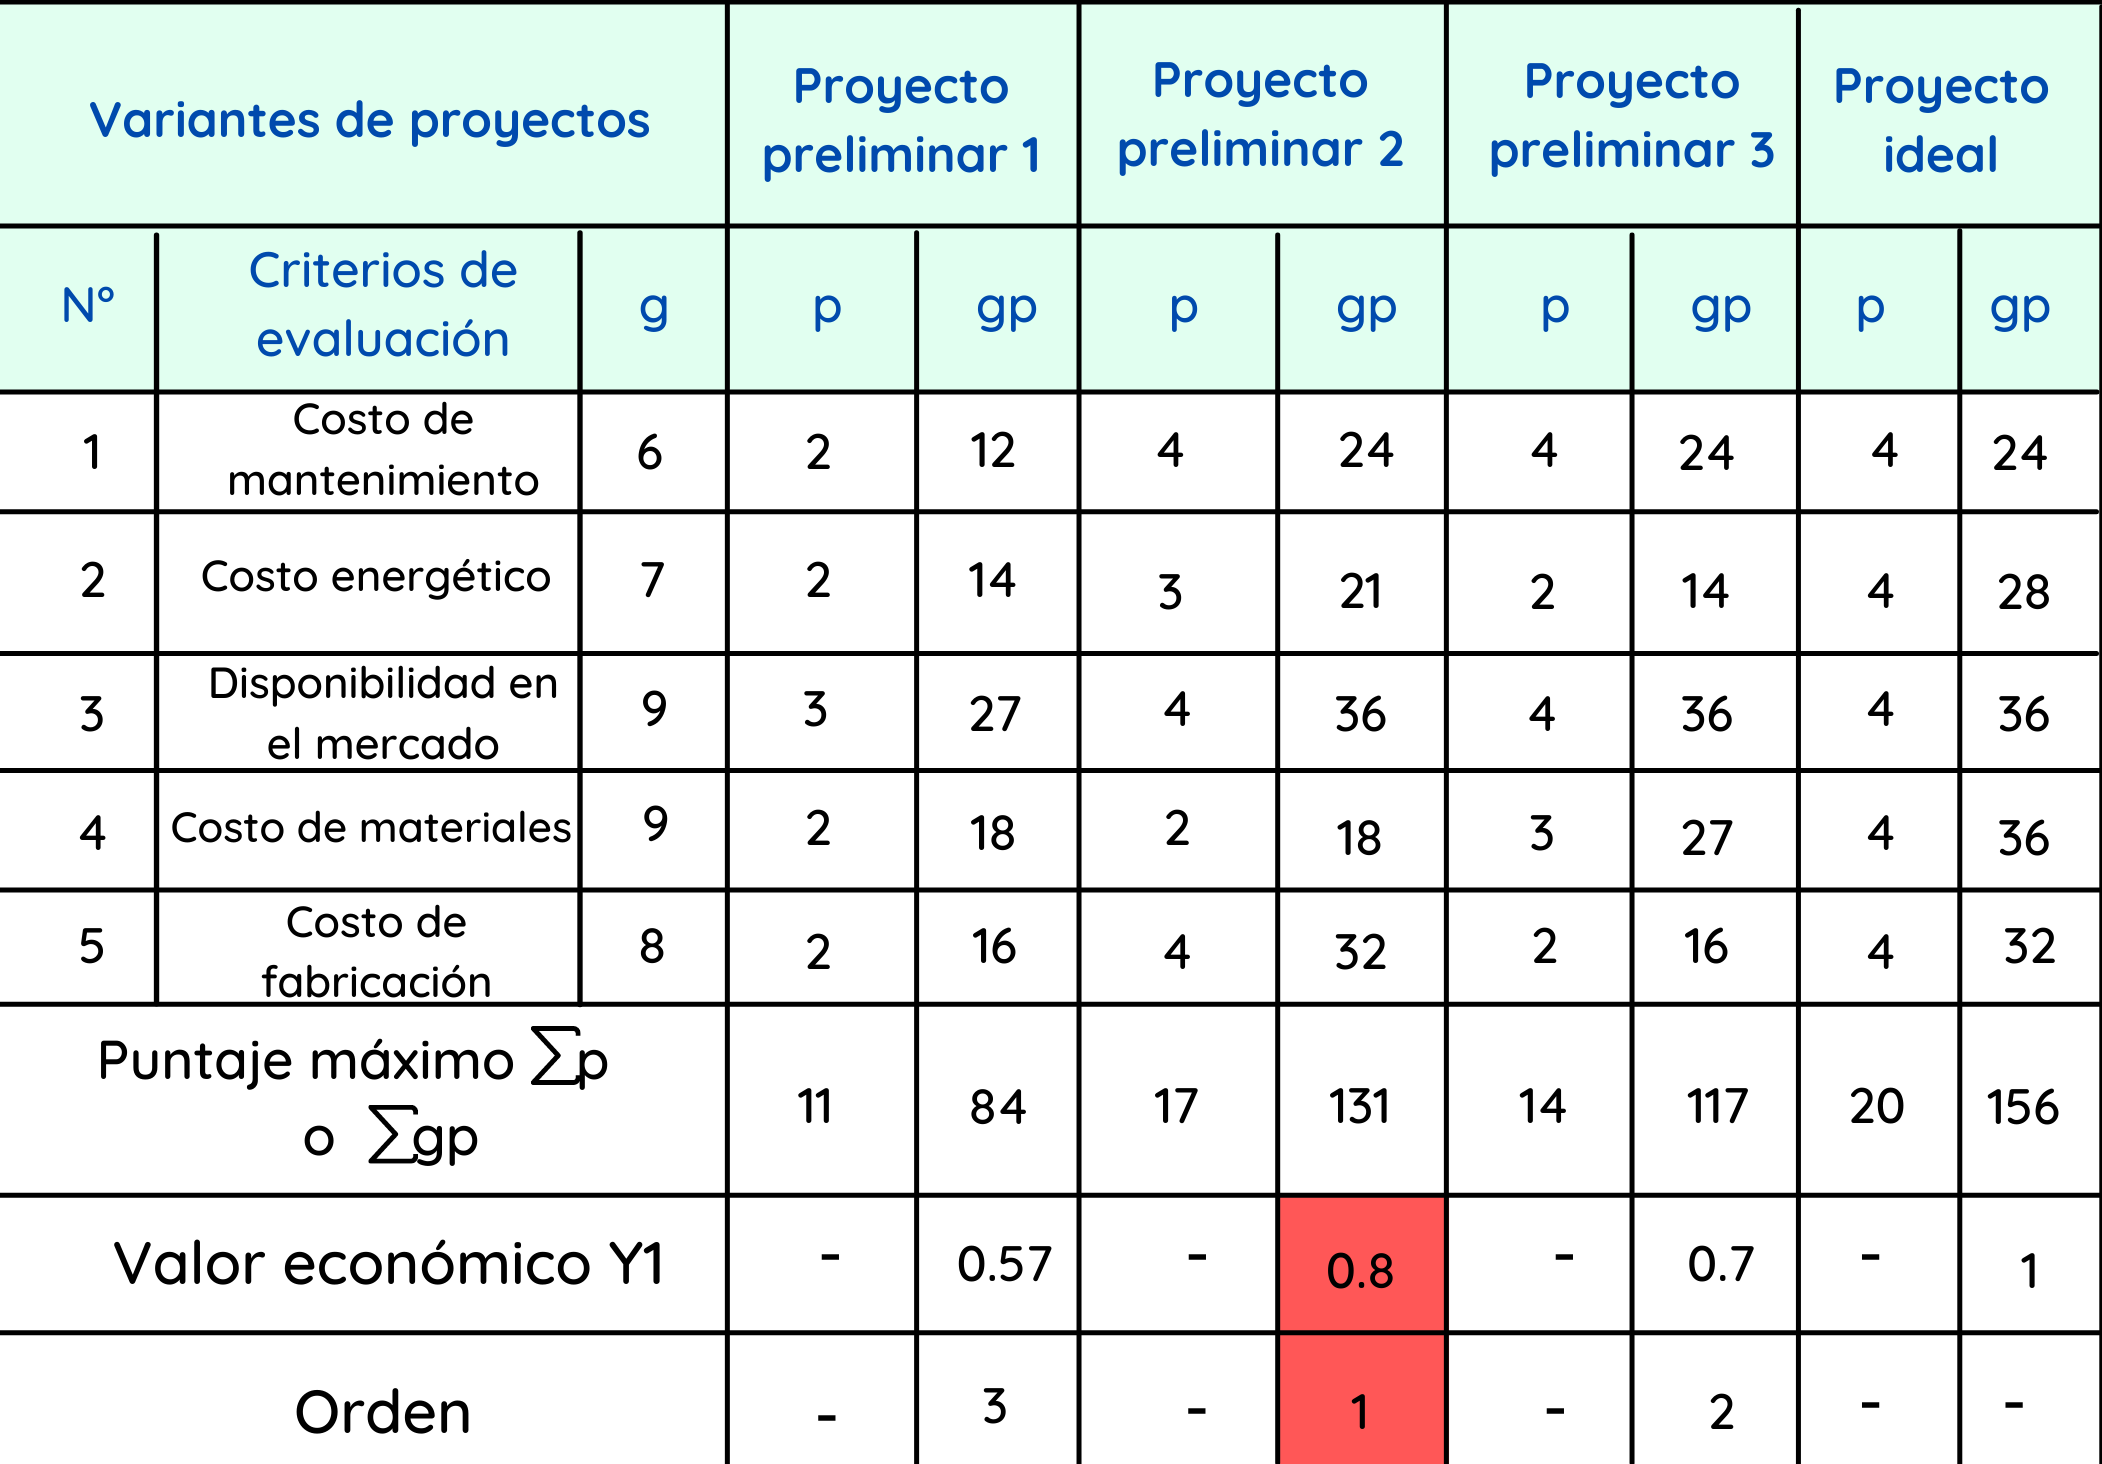 Variantes de proyectos
Proyecto
preliminar 1
Proyecto
preliminar 2
Proyecto
preliminar 3
Proyecto
ideal
N°
Criterios de
evaluación
g
p
gp
p
gp
p
gp
p
gp
1
Costo de
mantenimiento
6
2
12
4
24
4
24
4
24
2
Costo energético
7
2
14
3
21
2
14
4
28
3
Disponibilidad en
el mercado
9
3
27
4
36
4
36
4
36
4
Costo de materiales
9
2
18
2
18
3
27
4
36
5
Costo de
fabricación
8
2
16
4
32
2
16
4
32
Puntaje máximo ∑p
o ∑gp
11
84
17
131
14
117
20
156
Valor económico Y1
-
0.57
-
0.8
-
0.7
-
1
Orden
-
3
-
1
-
2
-
-